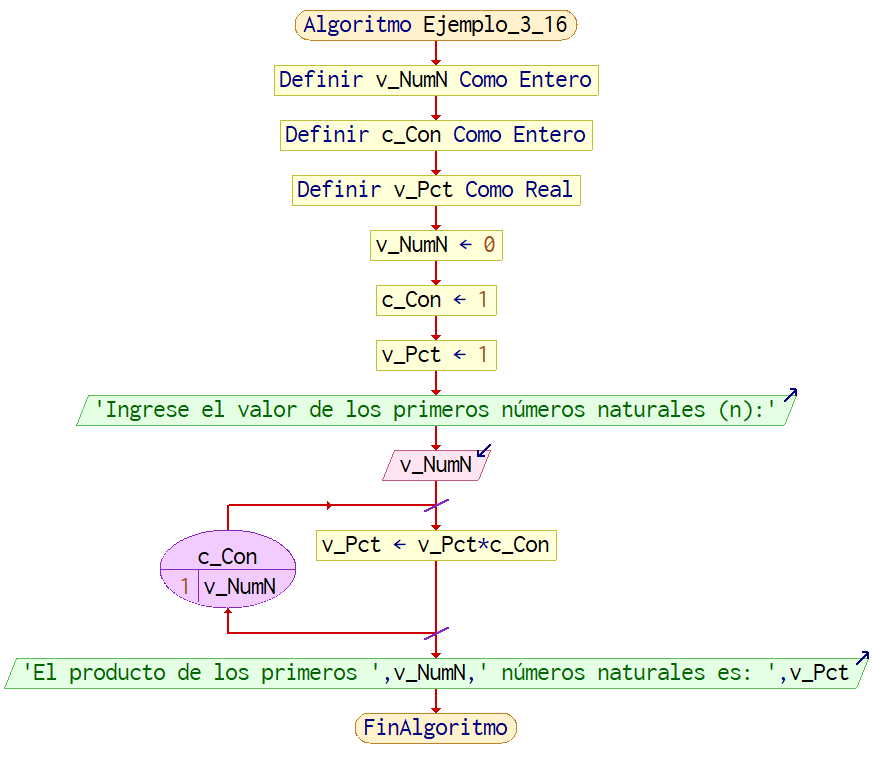 Algoritmo Ejemplo_3_16
Definir v_NumN Como Entero
Definir c_Con Como Entero
Definir v_Pct Como Real
v_NumN ← 0
c_Con ← 1
v_Pct ← 1
'Ingrese el valor de los primeros números naturales (n):'
v_NumN
v_Pct ← v_Pct*c_Con
c_Con
1 v_NumN
'El producto de los primeros ',v_NumN,' números naturales es: ',v_Pct
FinAlgoritmo